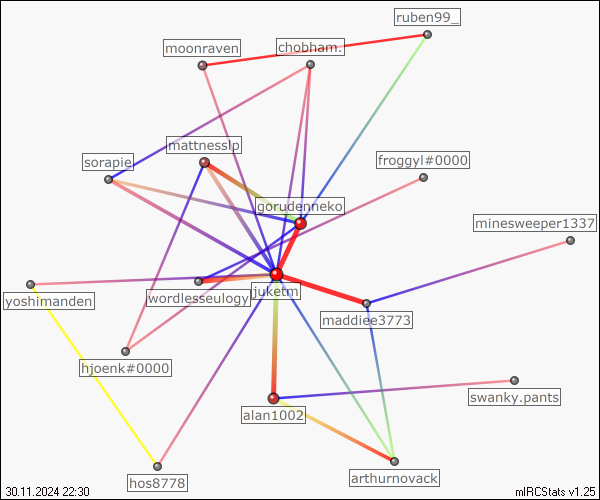 ruben99_
moonraven
chobham.
mattnesslp
sorapie
froggyl#0000
gorudenneko
minesweeper1337
juketm
wordlesseulogy
yoshimanden
maddiee3773
hjoenk#0000
swanky.pants
alan1002
arthurnovack
hos8778
30.11.2024 22:30
mIRCStats v1.25